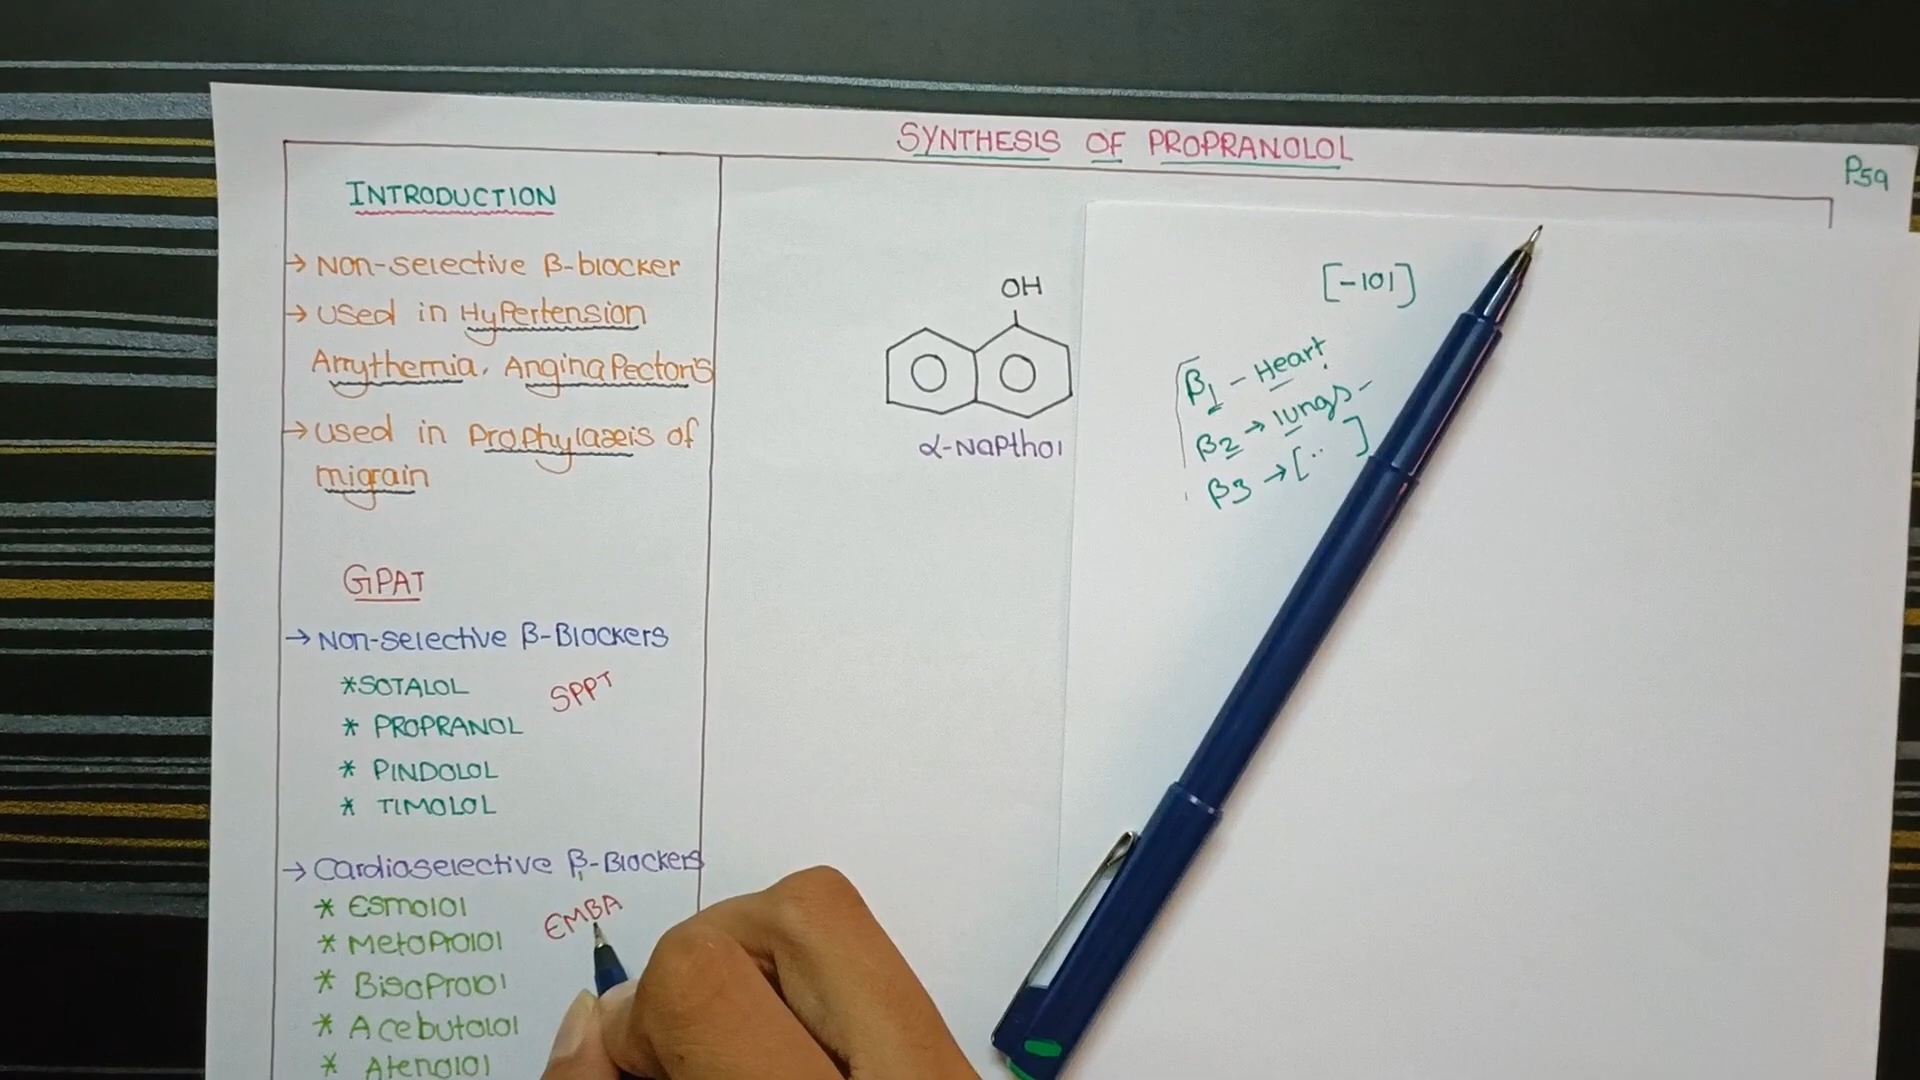 SYNTHESIS OF PROPRANOLOL
P59
INTRODUCTION
→ Non-selective β-blocker
→ used in Hypertension
Arrythemia, Angina Pectoris
→ used in Prophylaxeis of
migrain
GPAT
→ Non-selective β-Blockers
*SOTALOL
* PROPRANOL
* PINDOLOL
* TIMOLOL
SPPT
→ Cardioselective β₁-Blockers
* Esmolol
* Metoprolol
* Bisoprolol
* Acebutolol
* Atenolol
EMBA
OH
α-Napthol
[-lol]
β1 - Heart
β2 → lungs -
β3 → [.. ]